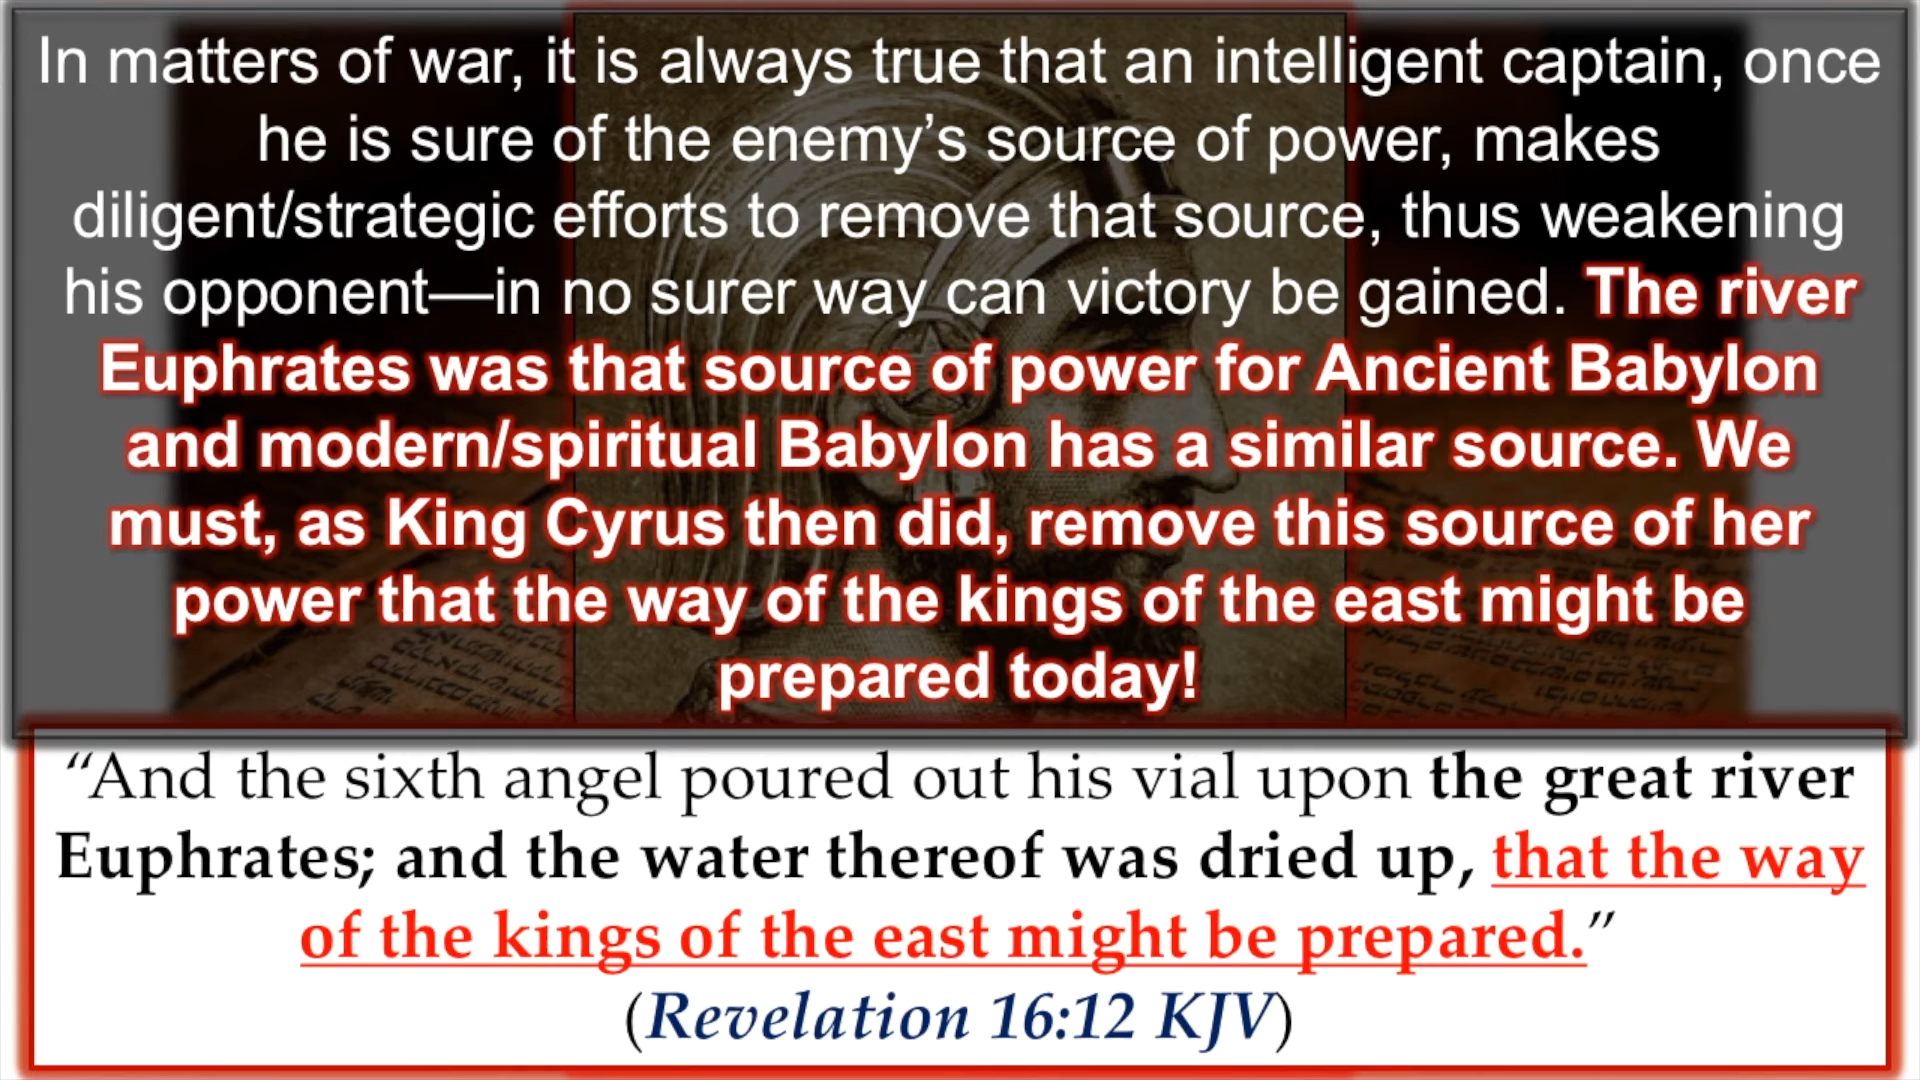 In matters of war, it is always true that an intelligent captain, once
he is sure of the enemy’s source of power, makes
diligent/strategic efforts to remove that source, thus weakening
his opponent—in no surer way can victory be gained. The river
Euphrates was that source of power for Ancient Babylon
and modern/spiritual Babylon has a similar source. We
must, as King Cyrus then did, remove this source of her
power that the way of the kings of the east might be
prepared today!
“And the sixth angel poured out his vial upon the great river
Euphrates; and the water thereof was dried up, that the way
of the kings of the east might be prepared.”
(Revelation 16:12 KJV)